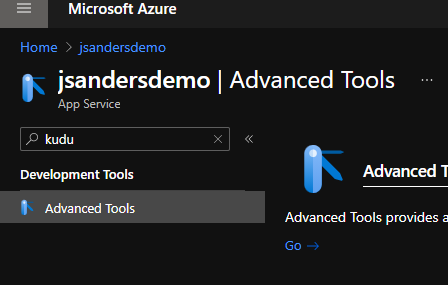 Microsoft Azure
Home > jsandersdemo
jsandersdemo | Advanced Tools ...
App Service
kudu
Development Tools
Advanced Tools
Advanced T
Advanced Tools provides a
Go →